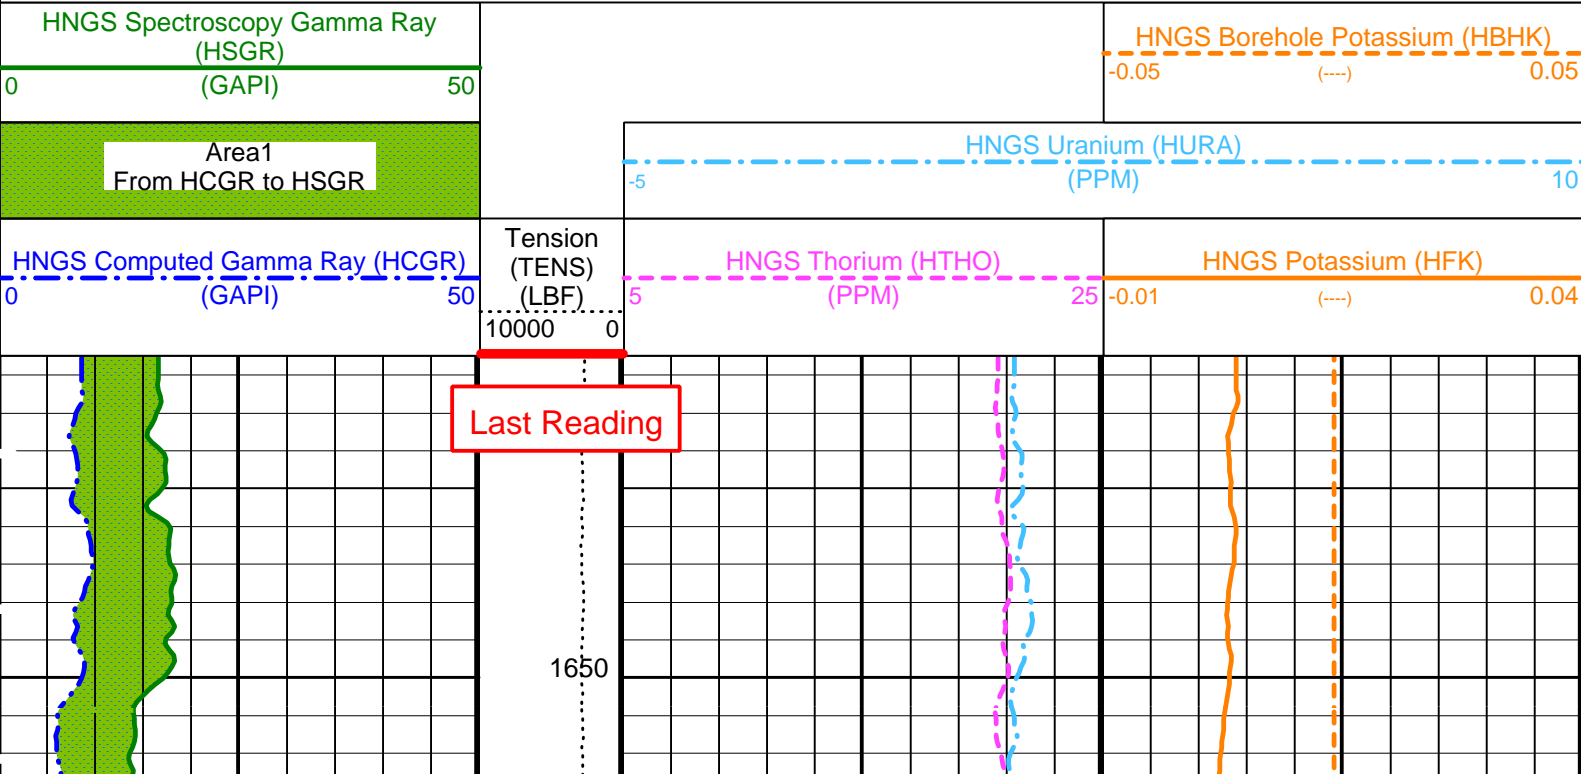 HNGS Spectroscopy Gamma Ray
(HSGR)
0 (GAPI) 50
HNGS Borehole Potassium (HBHK)
-0.05 (----) 0.05
Area1
From HCGR to HSGR
HNGS Uranium (HURA)
-5 (PPM) 10
HNGS Computed Gamma Ray (HCGR)
0 (GAPI) 50
Tension
(TENS)
(LBF)
10000 0
HNGS Thorium (HTHO)
5 (PPM) 25
HNGS Potassium (HFK)
-0.01 (----) 0.04
Last Reading
1650